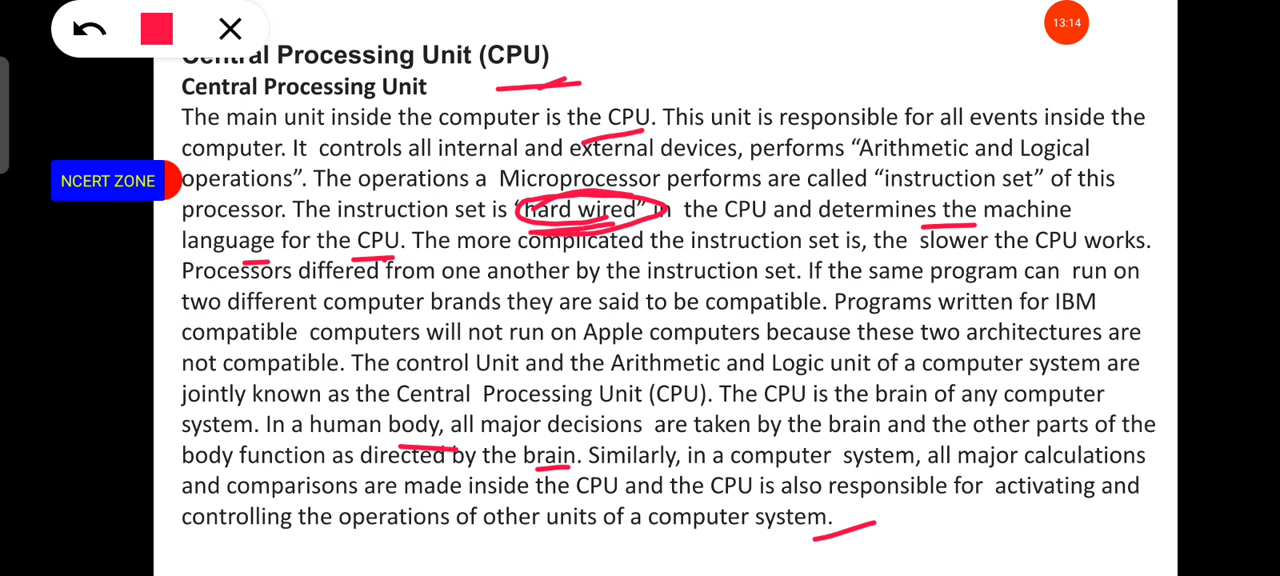 13:14
Central Processing Unit (CPU)
Central Processing Unit
The main unit inside the computer is the CPU. This unit is responsible for all events inside the
computer. It controls all internal and external devices, performs “Arithmetic and Logical
NCERT ZONE
operations”. The operations a Microprocessor performs are called “instruction set” of this
processor. The instruction set is “hard wired” in the CPU and determines the machine
language for the CPU. The more complicated the instruction set is, the slower the CPU works.
Processors differed from one another by the instruction set. If the same program can run on
two different computer brands they are said to be compatible. Programs written for IBM
compatible computers will not run on Apple computers because these two architectures are
not compatible. The control Unit and the Arithmetic and Logic unit of a computer system are
jointly known as the Central Processing Unit (CPU). The CPU is the brain of any computer
system. In a human body, all major decisions are taken by the brain and the other parts of the
body function as directed by the brain. Similarly, in a computer system, all major calculations
and comparisons are made inside the CPU and the CPU is also responsible for activating and
controlling the operations of other units of a computer system.